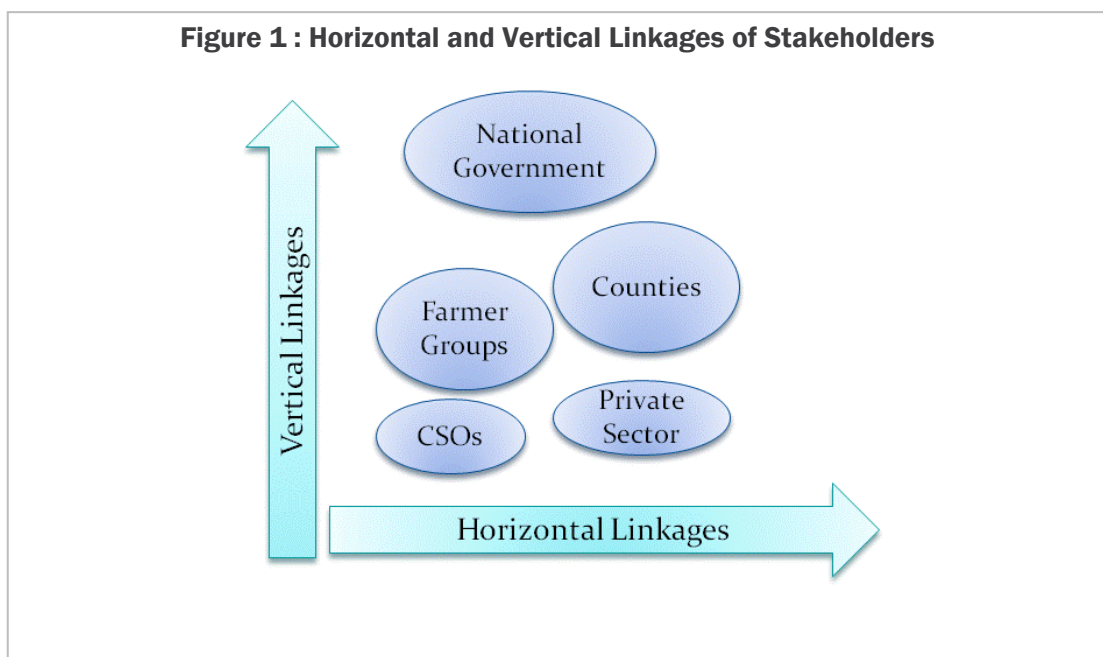 Figure 1 : Horizontal and Vertical Linkages of Stakeholders
National
Government
Counties
Farmer
Groups
Private
Sector
CSOs
Vertical Linkages
Horizontal Linkages